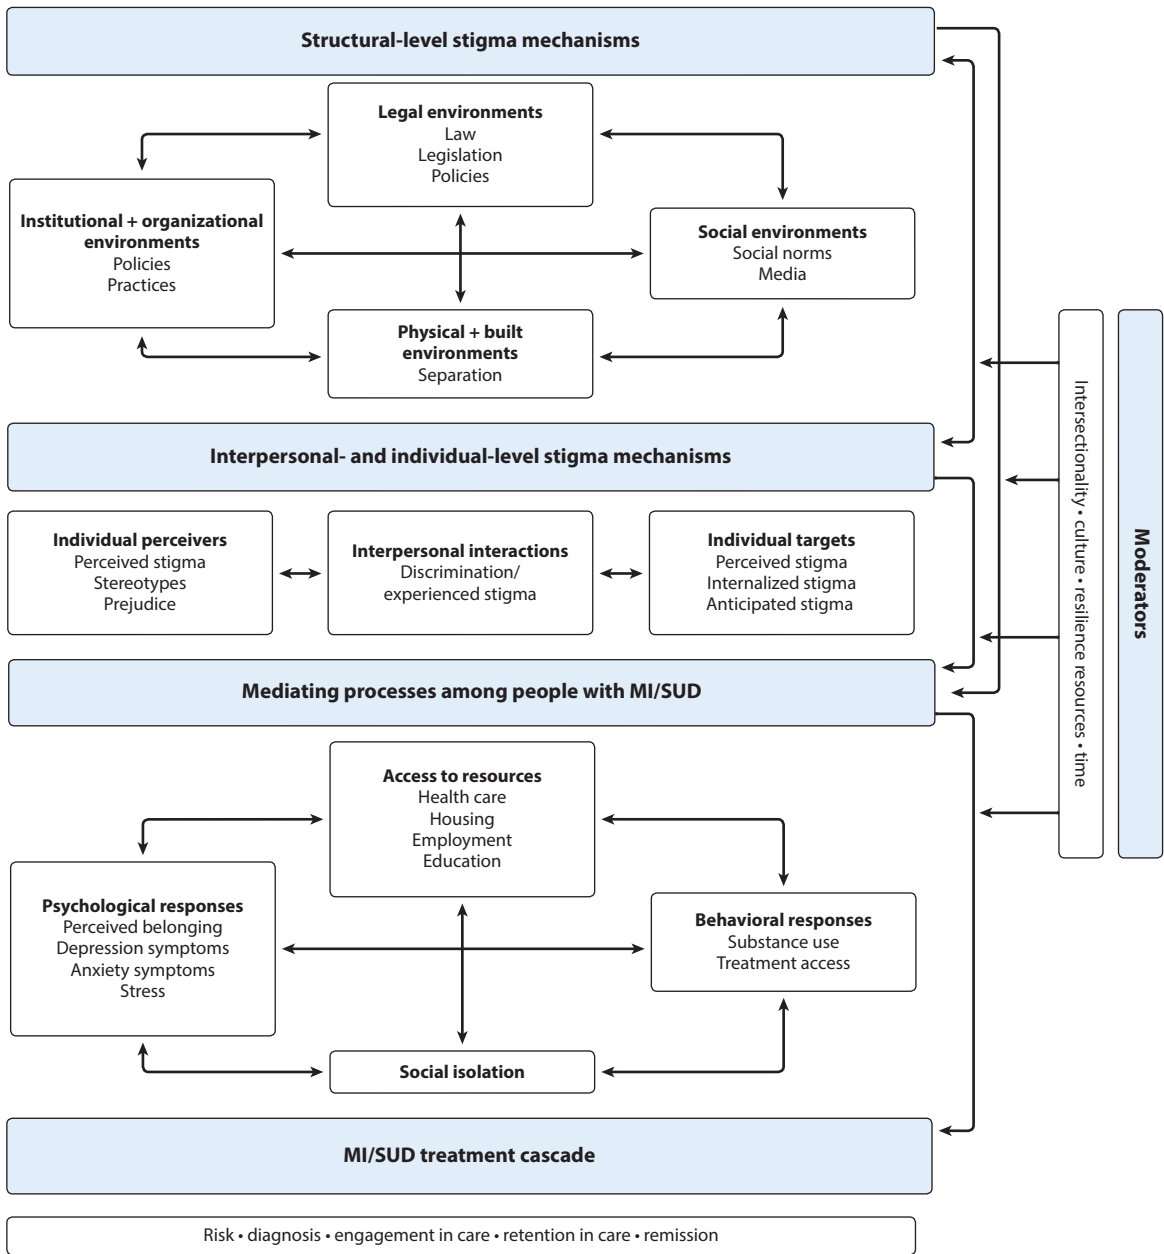 Structural-level stigma mechanisms
Legal environments
Law
Legislation
Policies
Institutional + organizational
environments
Policies
Practices
Social environments
Social norms
Media
Physical + built
environments
Separation
Interpersonal- and individual-level stigma mechanisms
Individual perceivers
Perceived stigma
Stereotypes
Prejudice
Interpersonal interactions
Discrimination/
experienced stigma
Individual targets
Perceived stigma
Internalized stigma
Anticipated stigma
Mediating processes among people with MI/SUD
Access to resources
Health care
Housing
Employment
Education
Psychological responses
Perceived belonging
Depression symptoms
Anxiety symptoms
Stress
Behavioral responses
Substance use
Treatment access
Social isolation
MI/SUD treatment cascade
Risk • diagnosis • engagement in care • retention in care • remission
Intersectionality • culture • resilience resources • time
Moderators